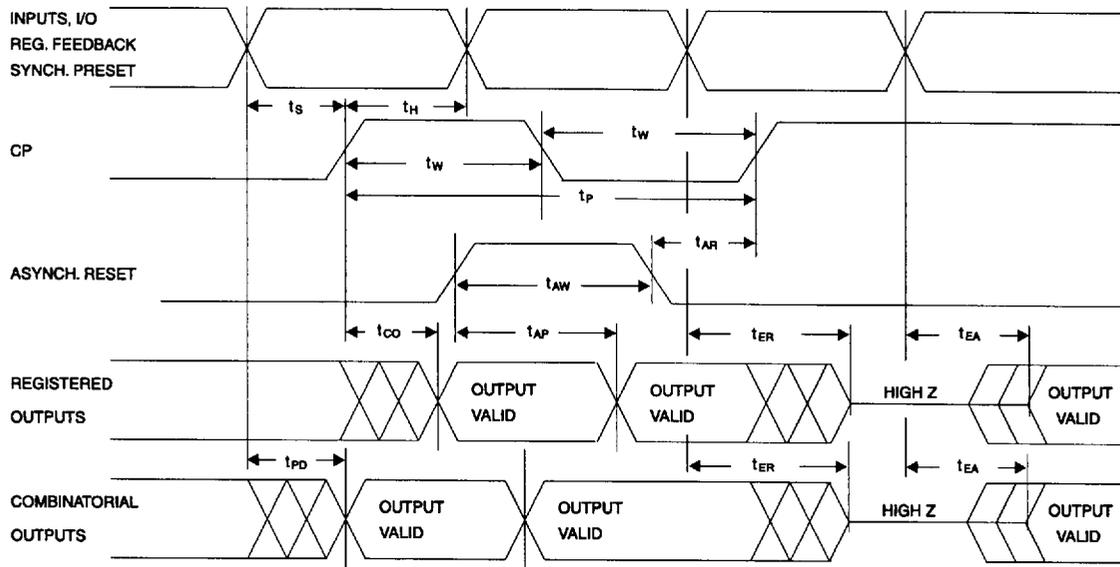 INPUTS, I/O
REG. FEEDBACK
SYNCH. PRESET
tS
tH
CP
tW
tW
tP
tAR
ASYNCH. RESET
tAW
tCO
tAP
tER
tEA
REGISTERED
OUTPUTS
OUTPUT
VALID
OUTPUT
VALID
HIGH Z
OUTPUT
VALID
tPD
tER
tEA
COMBINATORIAL
OUTPUTS
OUTPUT
VALID
OUTPUT
VALID
HIGH Z
OUTPUT
VALID